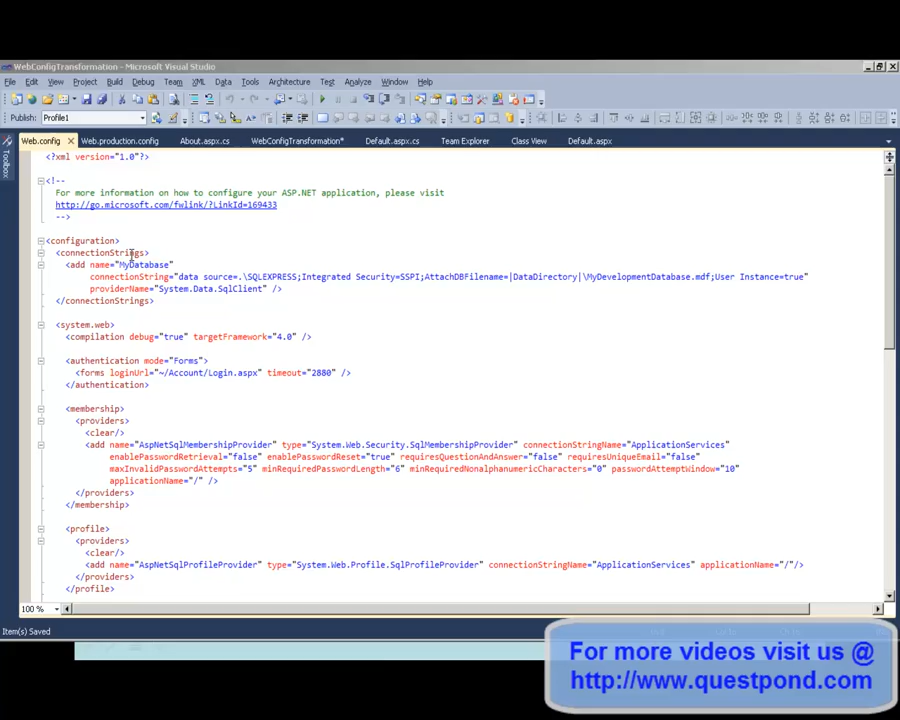 WebConfigTransformation - Microsoft Visual Studio
File Edit View Project Build Debug Team XML Data Tools Architecture Test Analyze Window Help
Publish: Profile1
Web.config Web.production.config About.aspx.cs WebConfigTransformation* Default.aspx.cs Team Explorer Class View Default.aspx
Toolbox
<?xml version="1.0"?>
<!--
For more information on how to configure your ASP.NET application, please visit
http://go.microsoft.com/fwlink/?LinkId=169433
-->
<configuration>
<connectionStrings>
<add name="MyDatabase"
connectionString="data source=.\SQLEXPRESS;Integrated Security=SSPI;AttachDBFilename=|DataDirectory|\MyDevelopmentDatabase.mdf;User Instance=true"
providerName="System.Data.SqlClient" />
</connectionStrings>
<system.web>
<compilation debug="true" targetFramework="4.0" />
<authentication mode="Forms">
<forms loginUrl="~/Account/Login.aspx" timeout="2880" />
</authentication>
<membership>
<providers>
<clear/>
<add name="AspNetSqlMembershipProvider" type="System.Web.Security.SqlMembershipProvider" connectionStringName="ApplicationServices"
enablePasswordRetrieval="false" enablePasswordReset="true" requiresQuestionAndAnswer="false" requiresUniqueEmail="false"
maxInvalidPasswordAttempts="5" minRequiredPasswordLength="6" minRequiredNonalphanumericCharacters="0" passwordAttemptWindow="10"
applicationName="/" />
</providers>
</membership>
<profile>
<providers>
<clear/>
<add name="AspNetSqlProfileProvider" type="System.Web.Profile.SqlProfileProvider" connectionStringName="ApplicationServices" applicationName="/"/>
</providers>
</profile>
100 %
Item(s) Saved
For more videos visit us @
http://www.questpond.com